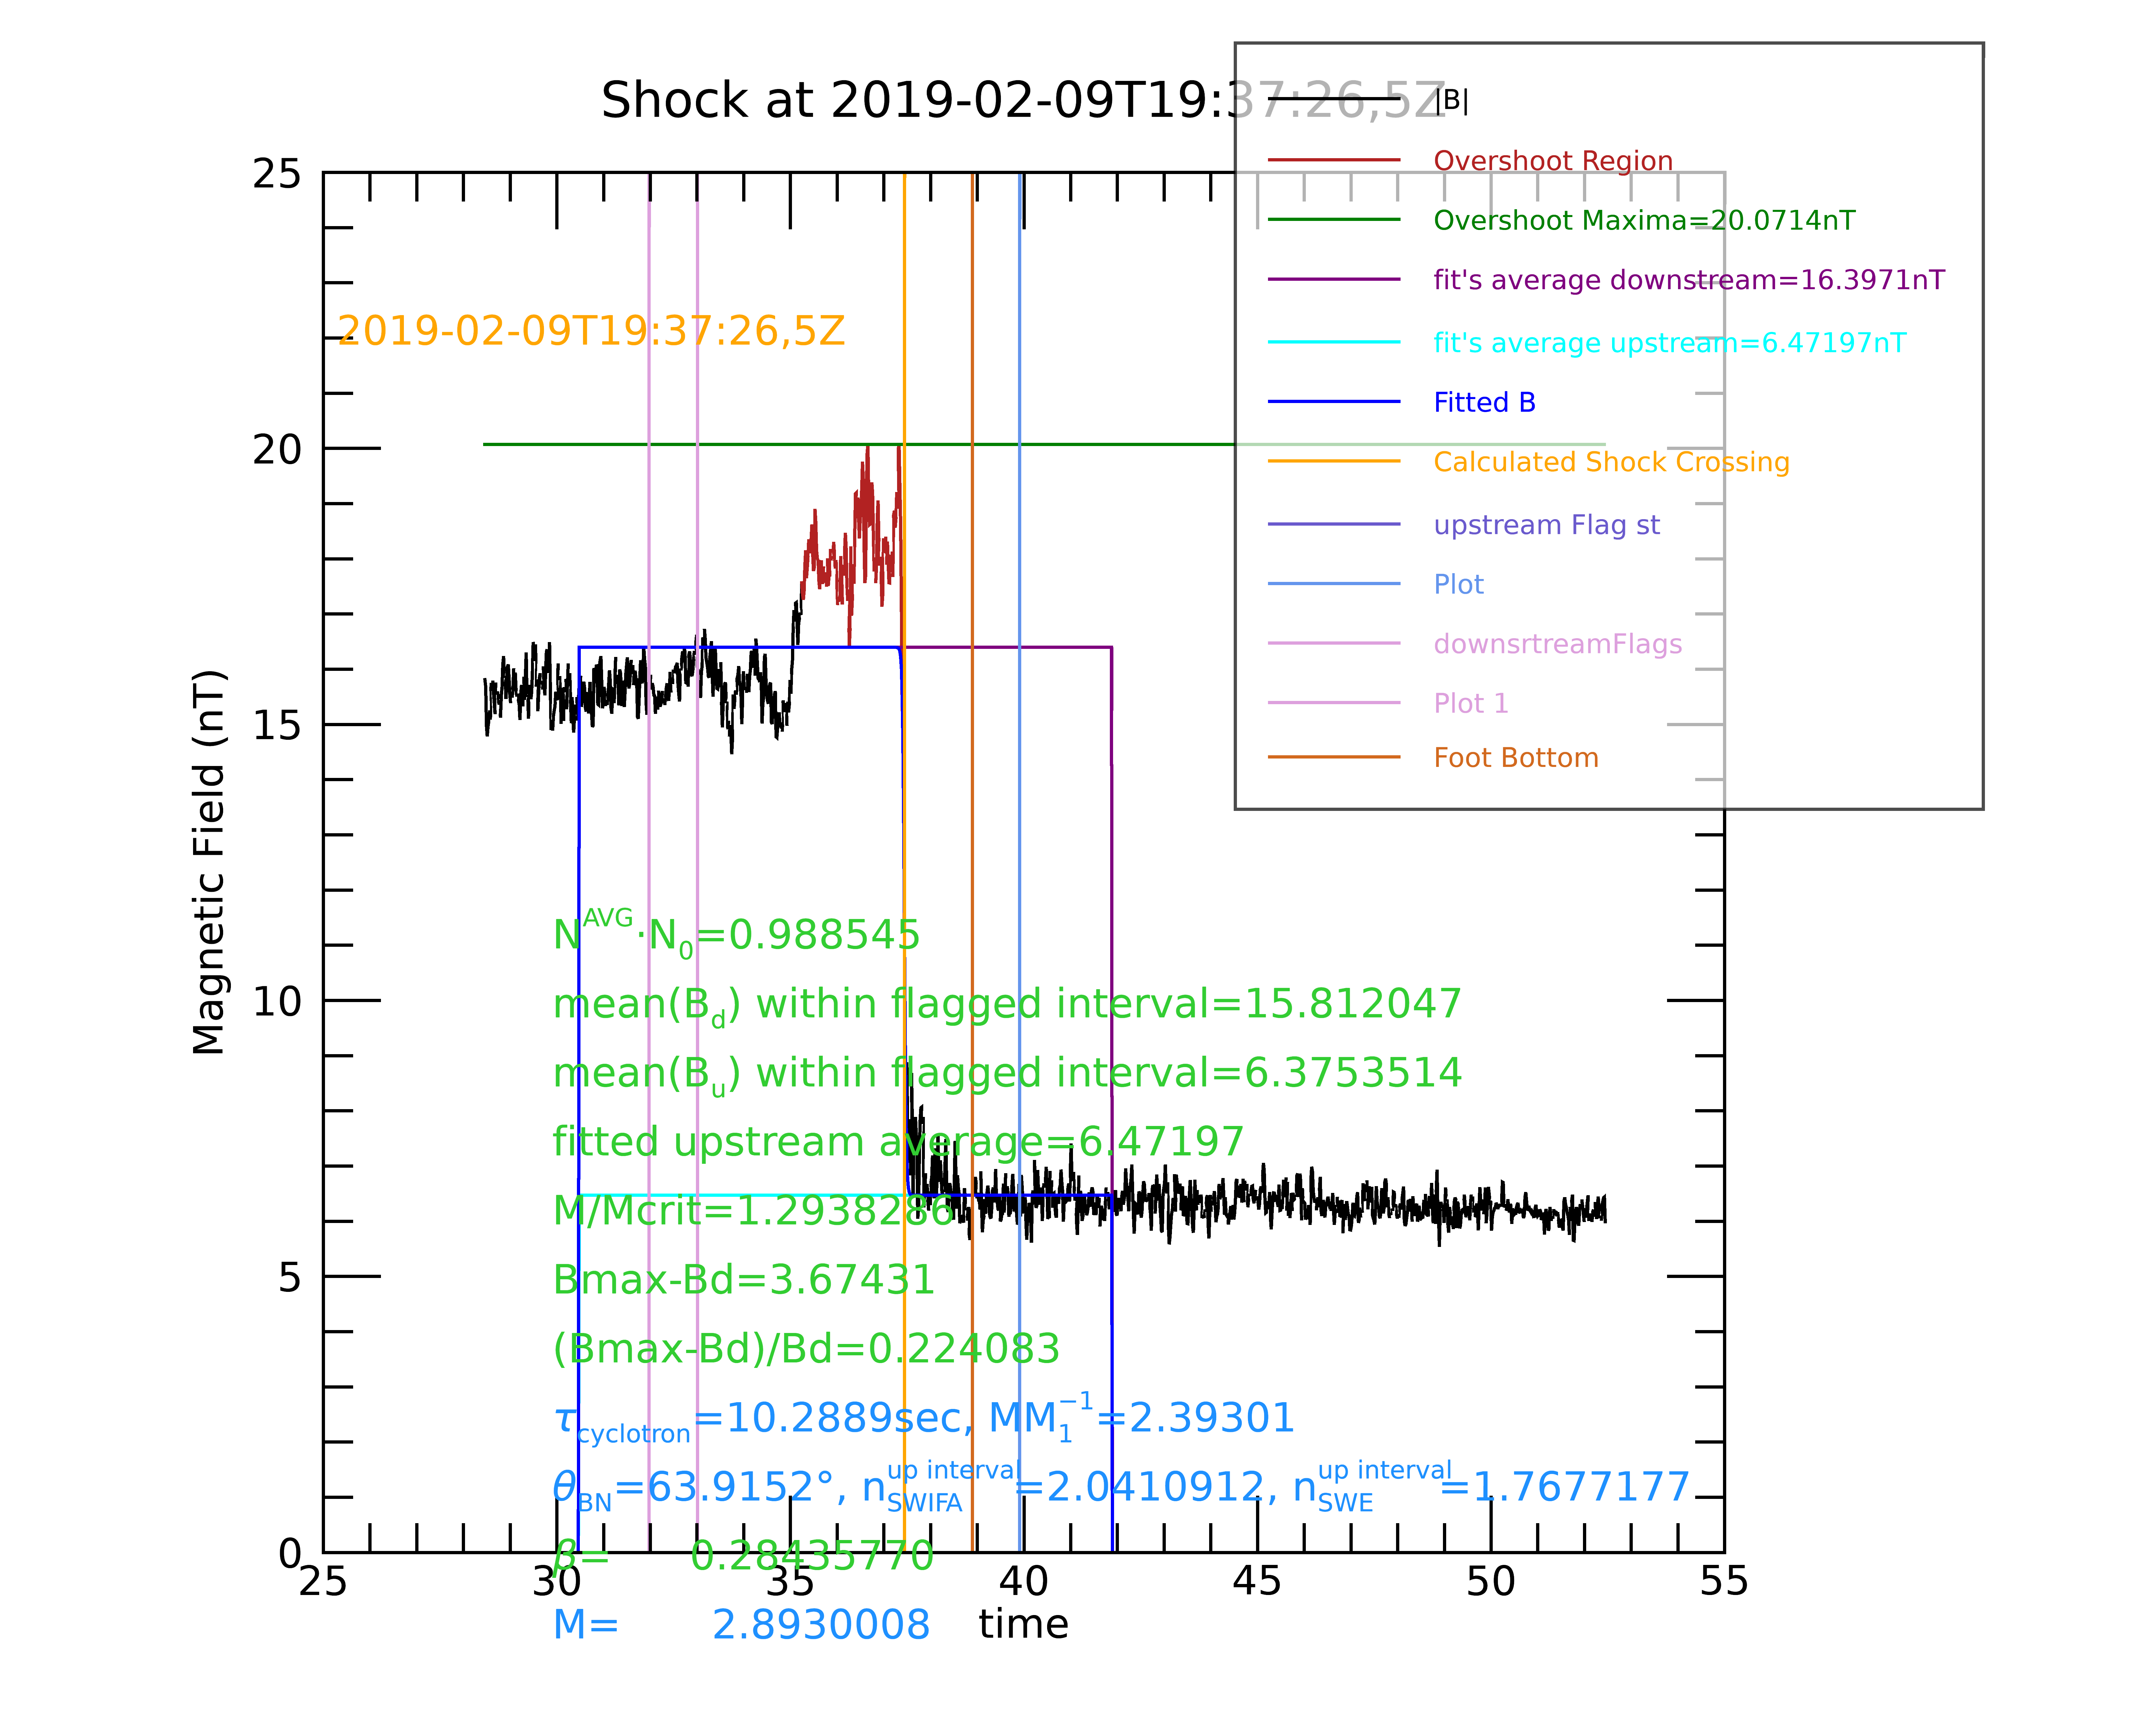 Shock at 2019-02-09T19:37:26,5Z
|B|
Overshoot Region
Overshoot Maxima=20.0714nT
fit's average downstream=16.3971nT
fit's average upstream=6.47197nT
Fitted B
Calculated Shock Crossing
upstream Flag st
Plot
downsrtreamFlags
Plot 1
Foot Bottom
2019-02-09T19:37:26,5Z
Magnetic Field (nT)
25
20
15
10
5
0
N^AVG·N_0=0.988545
mean(B_d) within flagged interval=15.812047
mean(B_u) within flagged interval=6.3753514
fitted upstream average=6.47197
M/Mcrit=1.2938286
Bmax-Bd=3.67431
(Bmax-Bd)/Bd=0.224083
τ_cyclotron=10.2889sec, MM_1^−1=2.39301
θ_BN=63.9152°, n_SWIFA^up interval=2.0410912, n_SWE^up interval=1.7677177
β= 0.28435770
25 30 35 40 45 50 55
M= 2.8930008
time